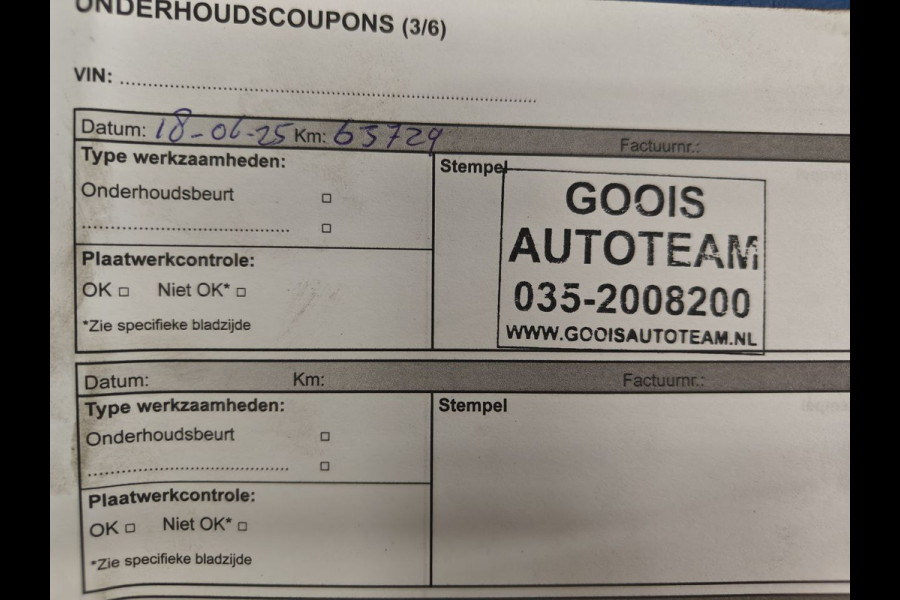 ONDERHOUDSCOUPONS (3/6)
VIN: ........................................................
Datum: 18-06-25 Km: 63729 Factuurnr.:
Type werkzaamheden:
Onderhoudsbeurt □
........................................ □
Plaatwerkcontrole:
OK □ Niet OK* □
*Zie specifieke bladzijde
Stempel
GOOIS
AUTOTEAM
035-2008200
WWW.GOOISAUTOTEAM.NL
Datum: Km: Factuurnr.:
Type werkzaamheden:
Onderhoudsbeurt □
........................................ □
Plaatwerkcontrole:
OK □ Niet OK* □
*Zie specifieke bladzijde
Stempel